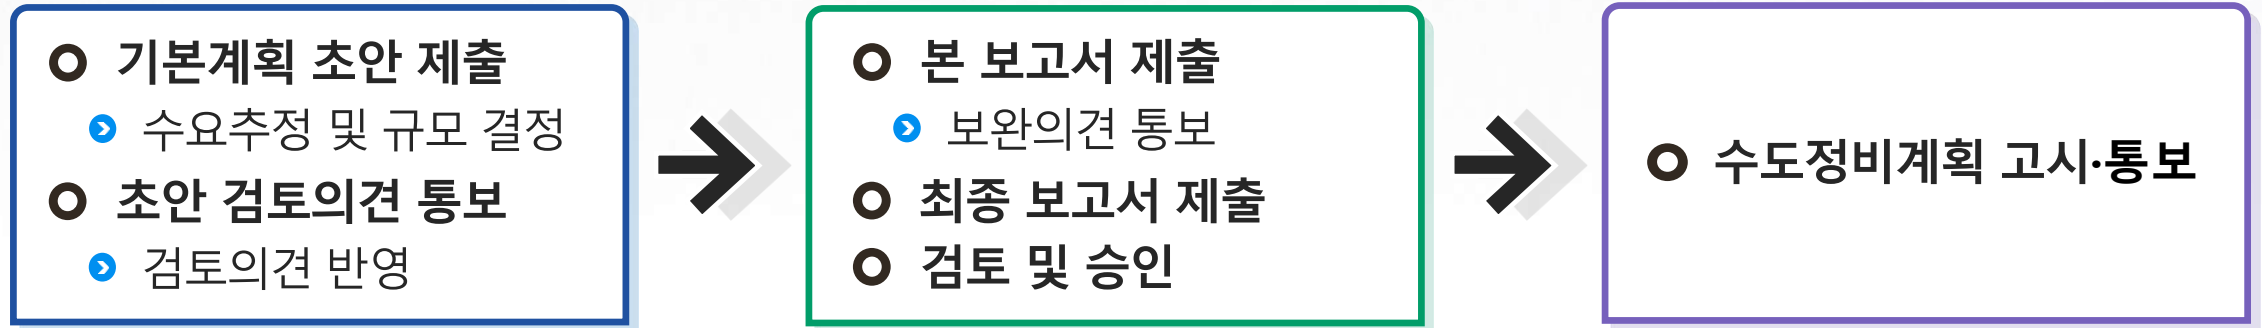 기본계획 초안 제출
수요추정 및 규모 결정
초안 검토의견 통보
검토의견 반영
본 보고서 제출
보완의견 통보
최종 보고서 제출
검토 및 승인
수도정비계획 고시·통보